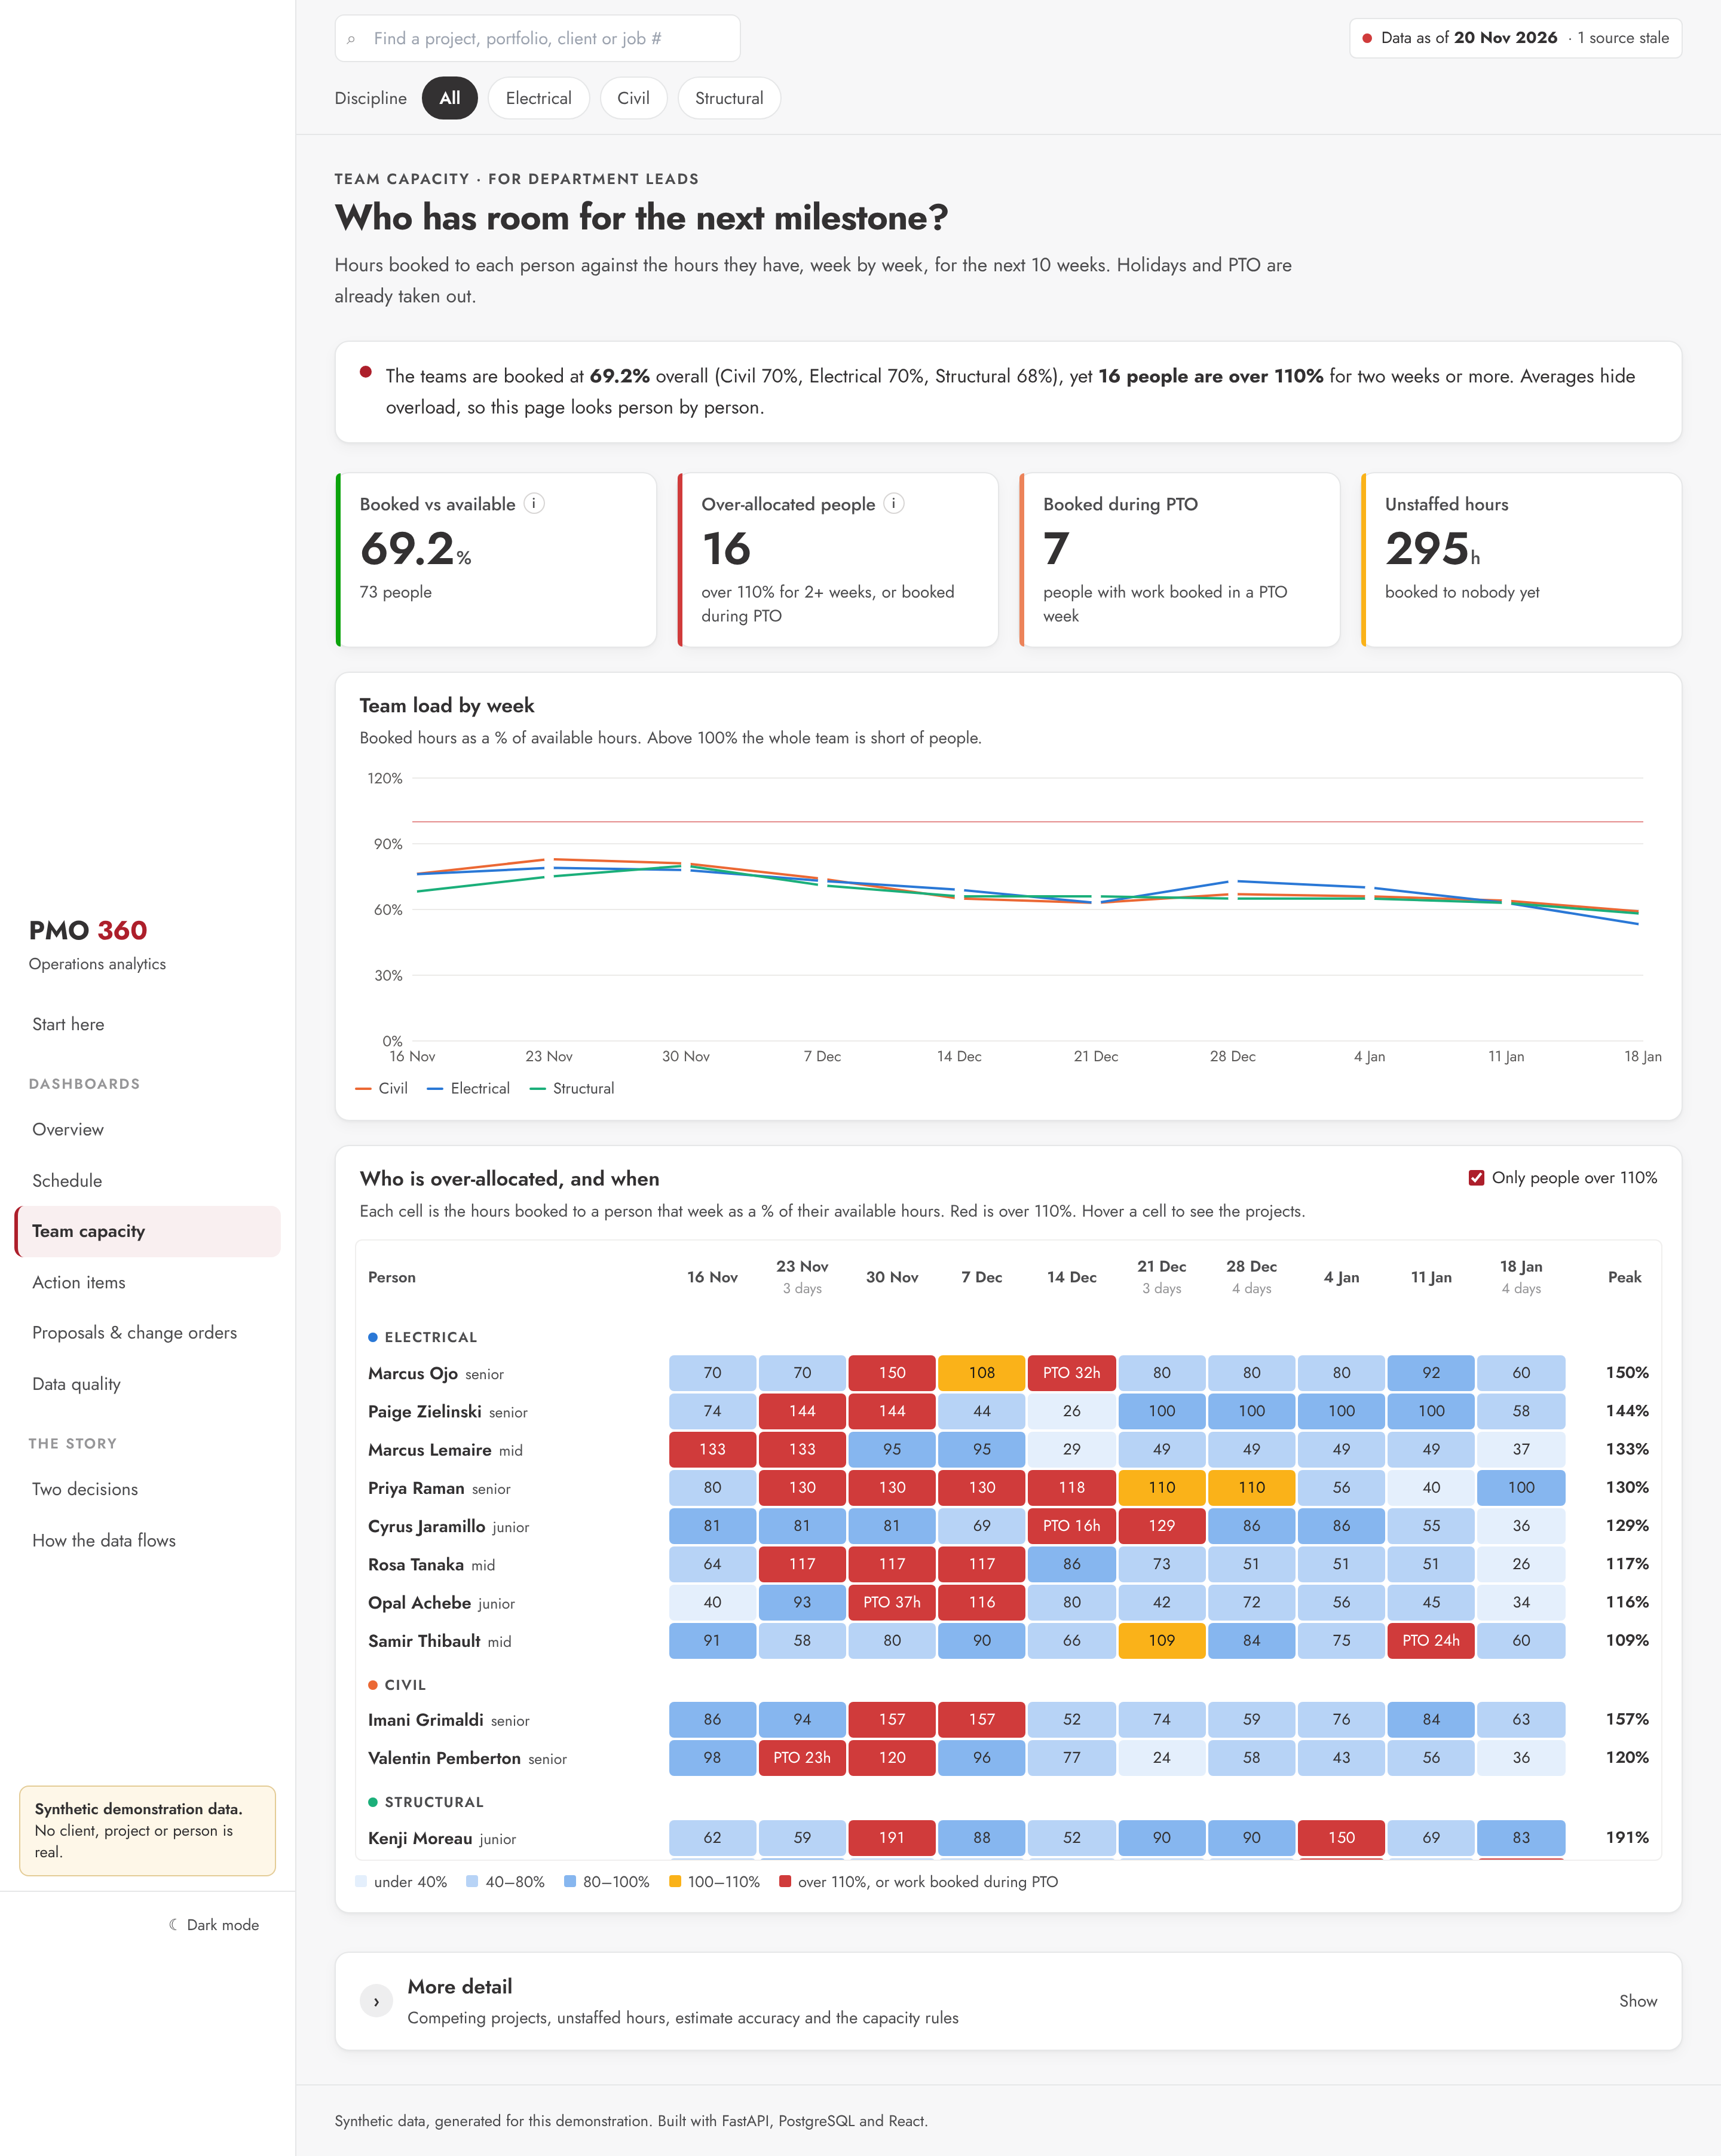 PMO 360
Operations analytics
Start here
DASHBOARDS
Overview
Schedule
Team capacity
Action items
Proposals & change orders
Data quality
THE STORY
Two decisions
How the data flows
Synthetic demonstration data.
No client, project or person is
real.
☾ Dark mode
Find a project, portfolio, client or job #
Data as of 20 Nov 2026 · 1 source stale
Discipline All Electrical Civil Structural
TEAM CAPACITY · FOR DEPARTMENT LEADS
Who has room for the next milestone?
Hours booked to each person against the hours they have, week by week, for the next 10 weeks. Holidays and PTO are
already taken out.
The teams are booked at 69.2% overall (Civil 70%, Electrical 70%, Structural 68%), yet 16 people are over 110% for two weeks or more. Averages hide
overload, so this page looks person by person.
Booked vs available i
69.2%
73 people
Over-allocated people i
16
over 110% for 2+ weeks, or booked
during PTO
Booked during PTO
7
people with work booked in a PTO
week
Unstaffed hours
295h
booked to nobody yet
Team load by week
Booked hours as a % of available hours. Above 100% the whole team is short of people.
120%
90%
60%
30%
0%
16 Nov 23 Nov 30 Nov 7 Dec 14 Dec 21 Dec 28 Dec 4 Jan 11 Jan 18 Jan
Civil Electrical Structural
Who is over-allocated, and when
Only people over 110%
Each cell is the hours booked to a person that week as a % of their available hours. Red is over 110%. Hover a cell to see the projects.
Person 16 Nov 23 Nov 30 Nov 7 Dec 14 Dec 21 Dec 28 Dec 4 Jan 11 Jan 18 Jan Peak
3 days 3 days 4 days 4 days
ELECTRICAL
Marcus Ojo senior 70 70 150 108 PTO 32h 80 80 80 92 60 150%
Paige Zielinski senior 74 144 144 44 26 100 100 100 100 58 144%
Marcus Lemaire mid 133 133 95 95 29 49 49 49 49 37 133%
Priya Raman senior 80 130 130 130 118 110 110 56 40 100 130%
Cyrus Jaramillo junior 81 81 81 69 PTO 16h 129 86 86 55 36 129%
Rosa Tanaka mid 64 117 117 117 86 73 51 51 51 26 117%
Opal Achebe junior 40 93 PTO 37h 116 80 42 72 56 45 34 116%
Samir Thibault mid 91 58 80 90 66 109 84 75 PTO 24h 60 109%
CIVIL
Imani Grimaldi senior 86 94 157 157 52 74 59 76 84 63 157%
Valentin Pemberton senior 98 PTO 23h 120 96 77 24 58 43 56 36 120%
STRUCTURAL
Kenji Moreau junior 62 59 191 88 52 90 90 150 69 83 191%
under 40% 40–80% 80–100% 100–110% over 110%, or work booked during PTO
› More detail
Competing projects, unstaffed hours, estimate accuracy and the capacity rules
Show
Synthetic data, generated for this demonstration. Built with FastAPI, PostgreSQL and React.